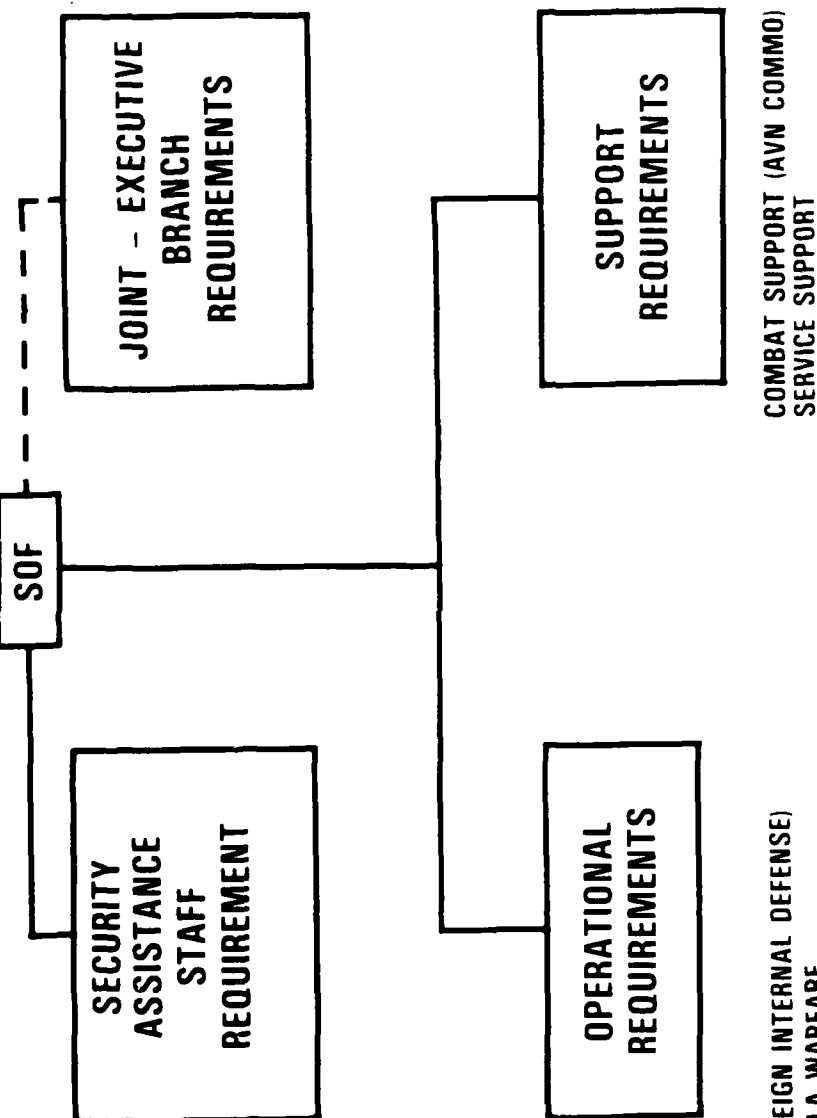 SOF
SECURITY
ASSISTANCE
STAFF
REQUIREMENT
JOINT - EXECUTIVE
BRANCH
REQUIREMENTS
OPERATIONAL
REQUIREMENTS
SUPPORT
REQUIREMENTS
INTERNAL DEFENSE)
WARFARE
COMBAT SUPPORT (AVN COMMO)
SERVICE SUPPORT